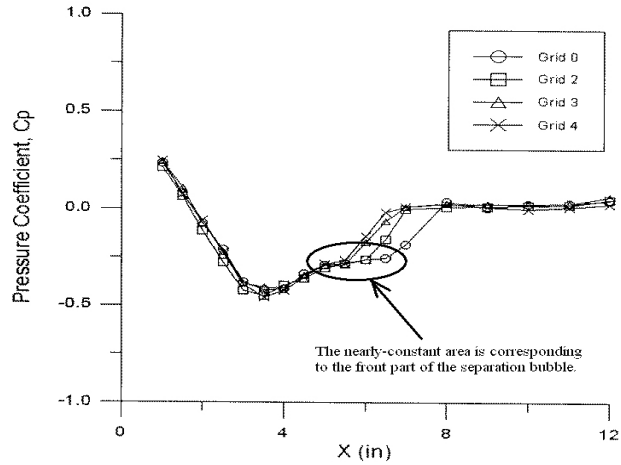 1.0
0.5
0.0
-0.5
-1.0
Pressure Coefficient, Cp
Grid 0
Grid 2
Grid 3
Grid 4
The nearly-constant area is corresponding
to the front part of the separation bubble.
0
4
8
12
X (in)